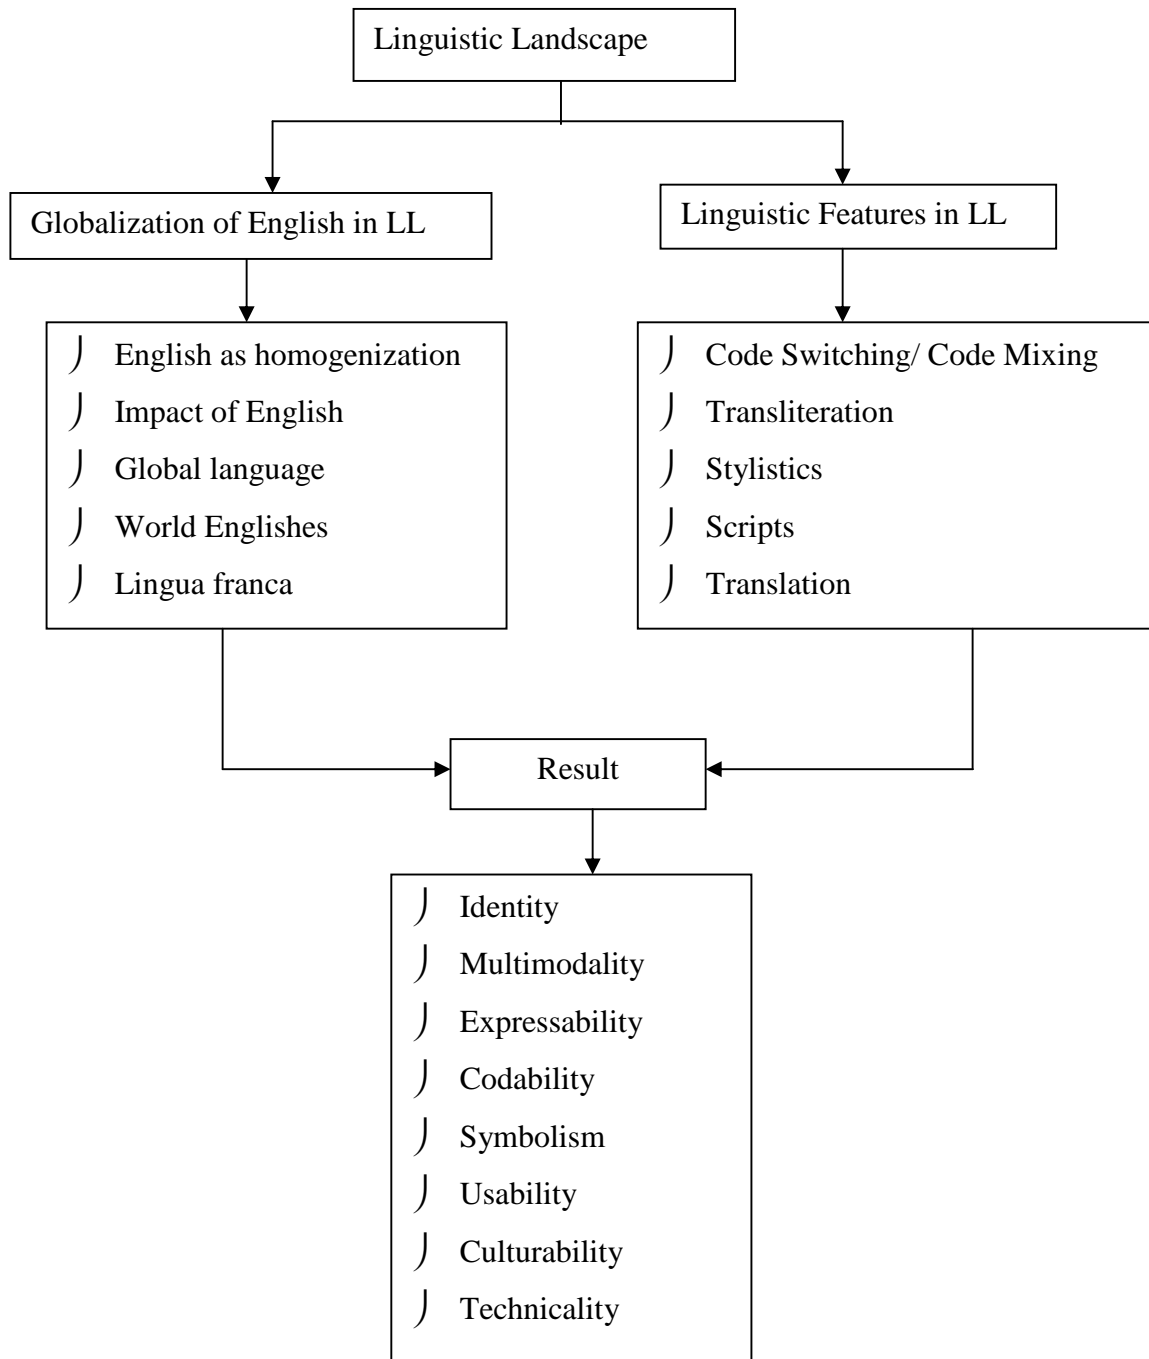 Linguistic Landscape
Globalization of English in LL
Linguistic Features in LL
English as homogenization
Impact of English
Global language
World Englishes
Lingua franca
Code Switching/ Code Mixing
Transliteration
Stylistics
Scripts
Translation
Result
Identity
Multimodality
Expressability
Codability
Symbolism
Usability
Culturability
Technicality